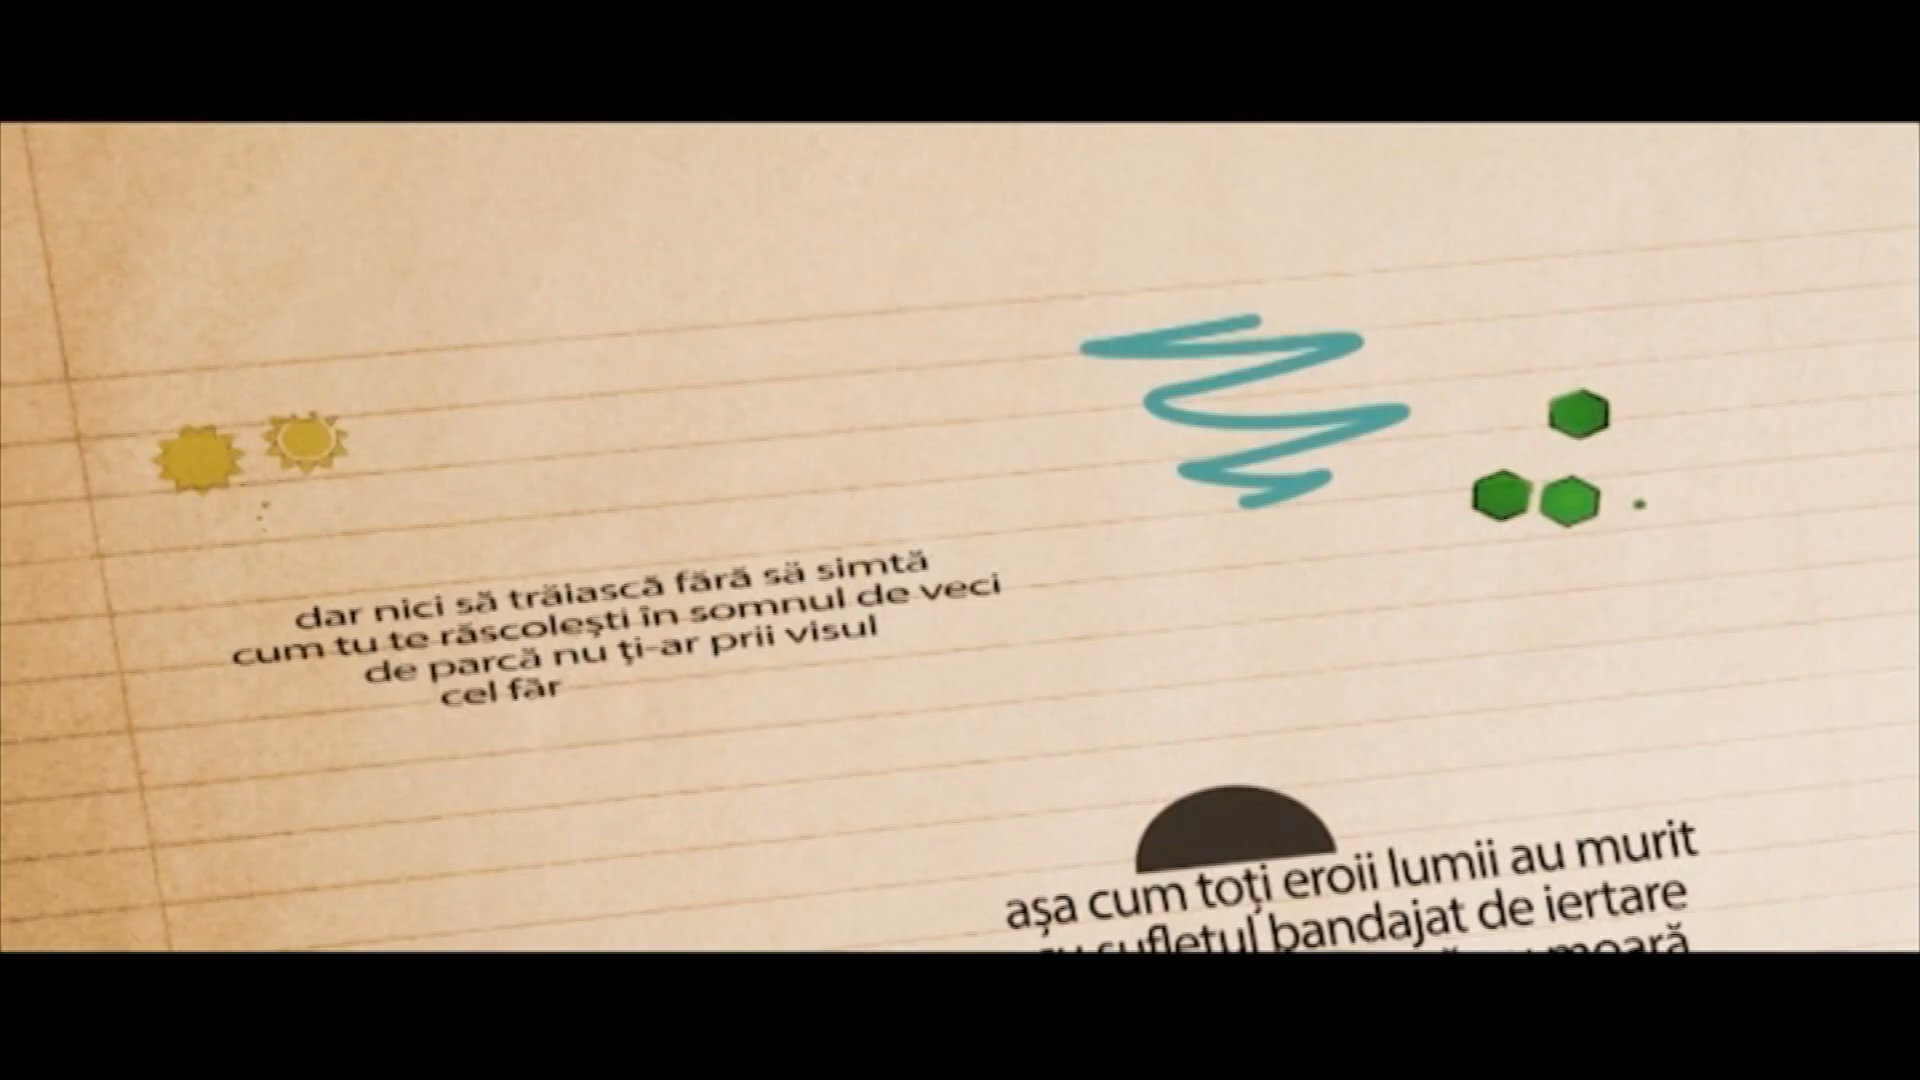 dar nici să trăiască fără să simtă
cum tu te răscolești în somnul de veci
de parcă nu ți-ar prii visul
cel făr
așa cum toți eroii lumii au murit
cu sufletul bandajat de iertare
moară